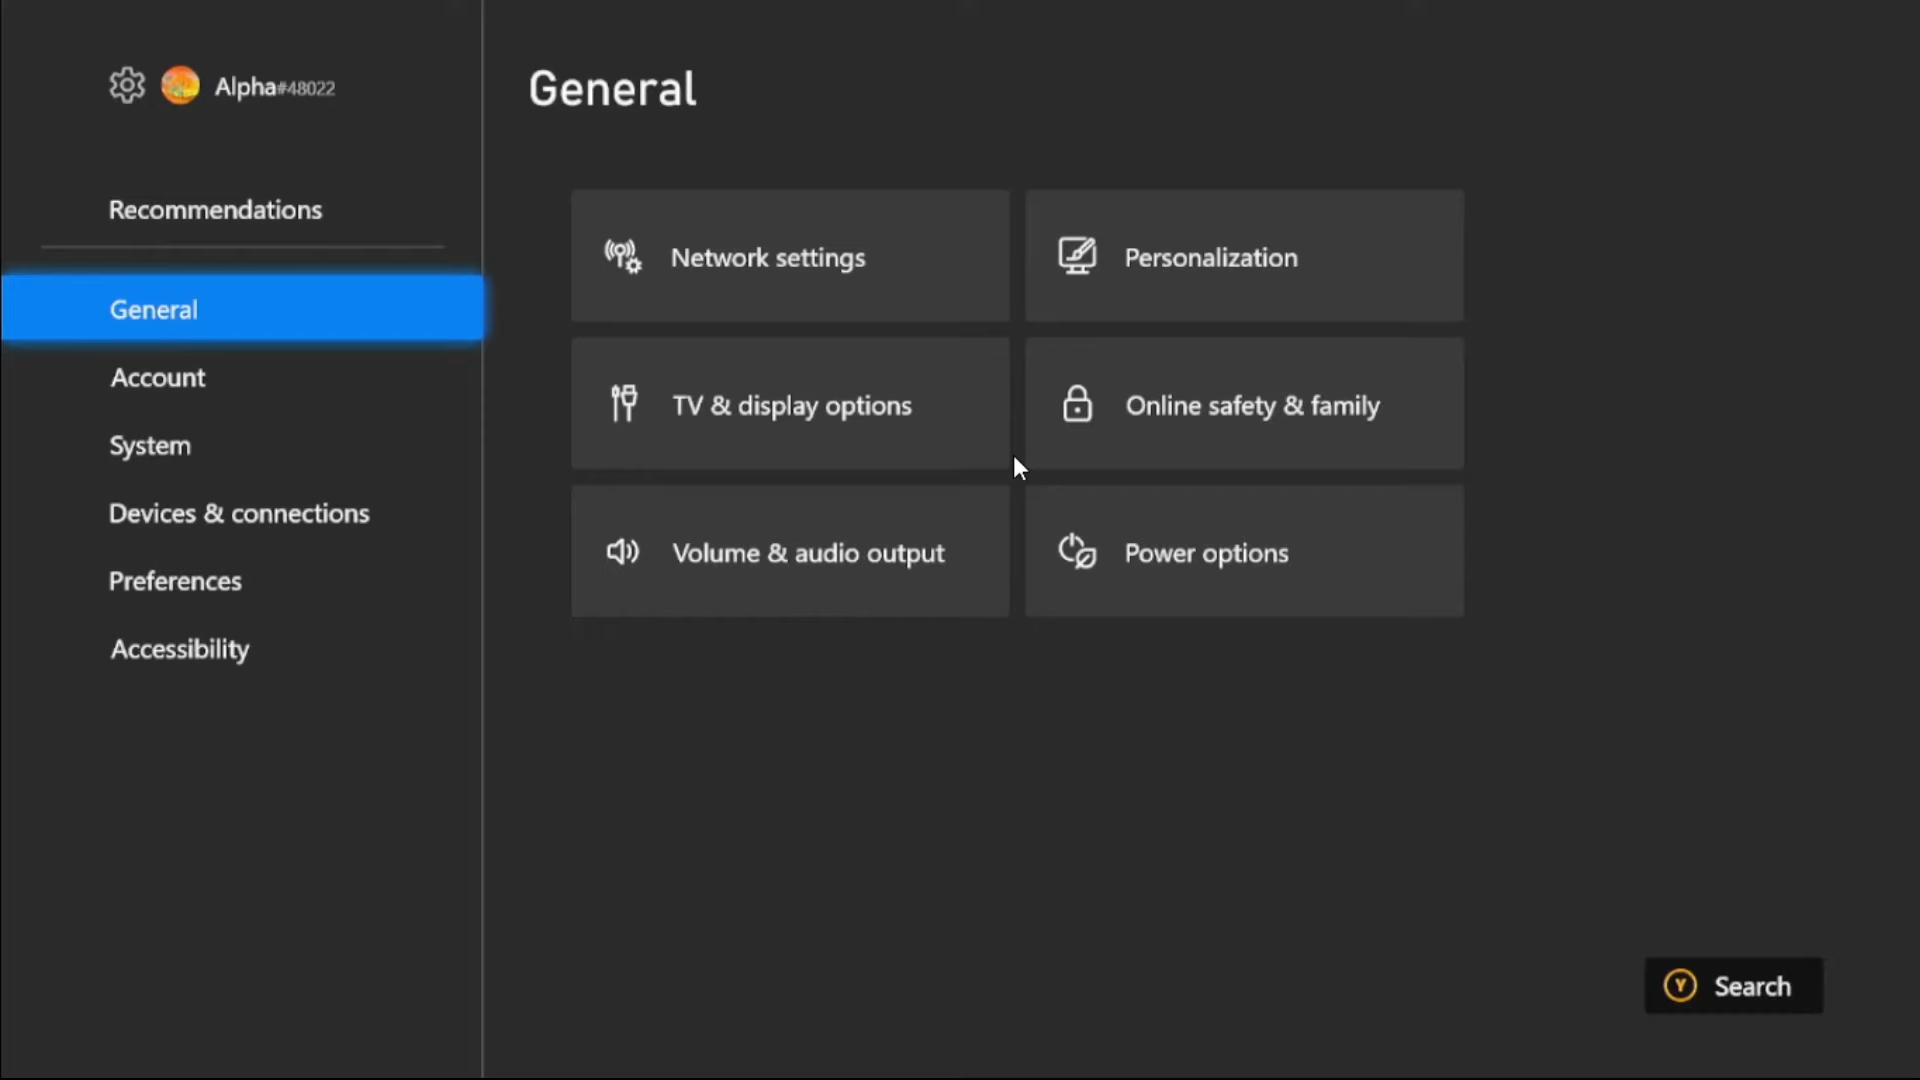 Alpha#48022
Recommendations
General
Account
System
Devices & connections
Preferences
Accessibility
General
Network settings
Personalization
TV & display options
Online safety & family
Volume & audio output
Power options
Y Search